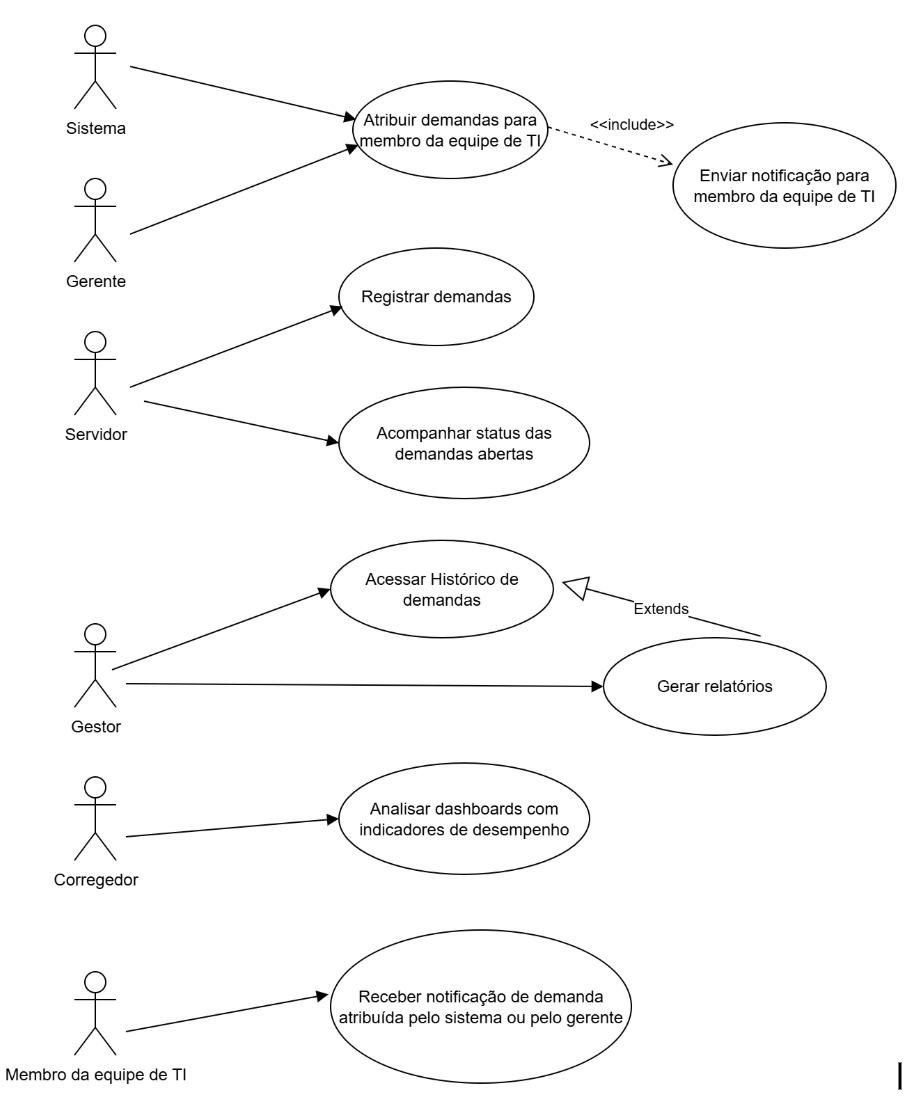 Sistema
Atribuir demandas para
membro da equipe de TI
<<include>>
Enviar notificação para
membro da equipe de TI
Gerente
Registrar demandas
Servidor
Acompanhar status das
demandas abertas
Acessar Histórico de
demandas
Extends
Gerar relatórios
Gestor
Analisar dashboards com
indicadores de desempenho
Corregedor
Receber notificação de demanda
atribuída pelo sistema ou pelo gerente
Membro da equipe de TI